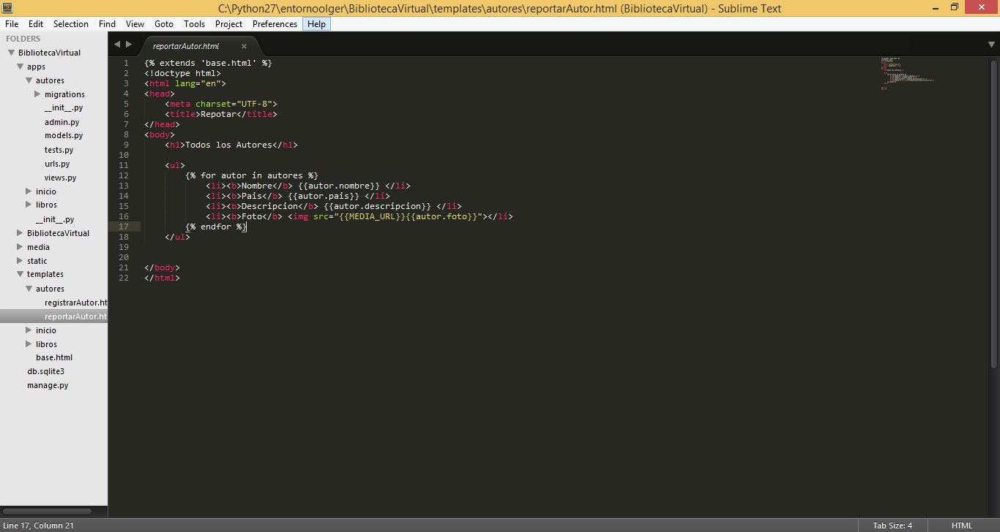 C:\Python27\entornoolger\BibliotecaVirtual\templates\autores\reportarAutor.html (BibliotecaVirtual) - Sublime Text
File Edit Selection Find View Goto Tools Project Preferences Help
FOLDERS
BibliotecaVirtual
apps
autores
migrations
__init__.py
admin.py
models.py
tests.py
urls.py
views.py
inicio
libros
__init__.py
BibliotecaVirtual
media
static
templates
autores
registrarAutor.ht
reportarAutor.ht
inicio
libros
base.html
db.sqlite3
manage.py
reportarAutor.html
1 {% extends 'base.html' %}
2 <!doctype html>
3 <html lang="en">
4 <head>
5 <meta charset="UTF-8">
6 <title>Repotar</title>
7 </head>
8 <body>
9 <h1>Todos los Autores</h1>
10
11 <ul>
12 {% for autor in autores %}
13 <li><b>Nombre</b> {{autor.nombre}} </li>
14 <li><b>Pais</b> {{autor.pais}} </li>
15 <li><b>Descripcion</b> {{autor.descripcion}} </li>
16 <li><b>Foto</b> <img src="{{MEDIA_URL}}{{autor.foto}}"></li>
17 {% endfor %}
18 </ul>
19
20
21 </body>
22 </html>
Line 17, Column 21
Tab Size: 4
HTML